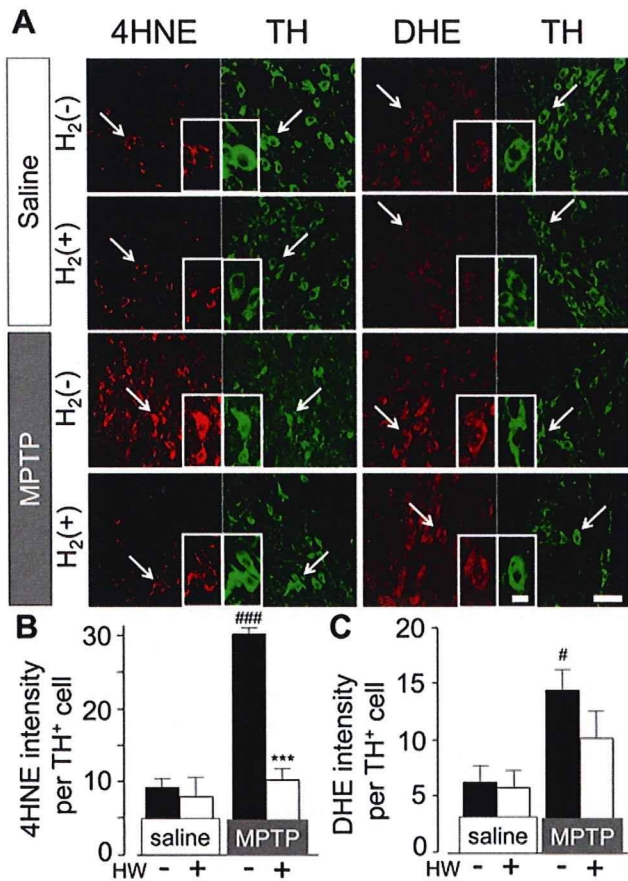 A
4HNE TH DHE TH
Saline
H₂(-)
H₂(+)
MPTP
H₂(-)
H₂(+)
B
4HNE intensity
per TH⁺ cell
30
20
10
0
###
***
saline MPTP
HW - + - +
C
DHE intensity
per TH⁺ cell
20
15
10
5
0
#
saline MPTP
HW - + - +